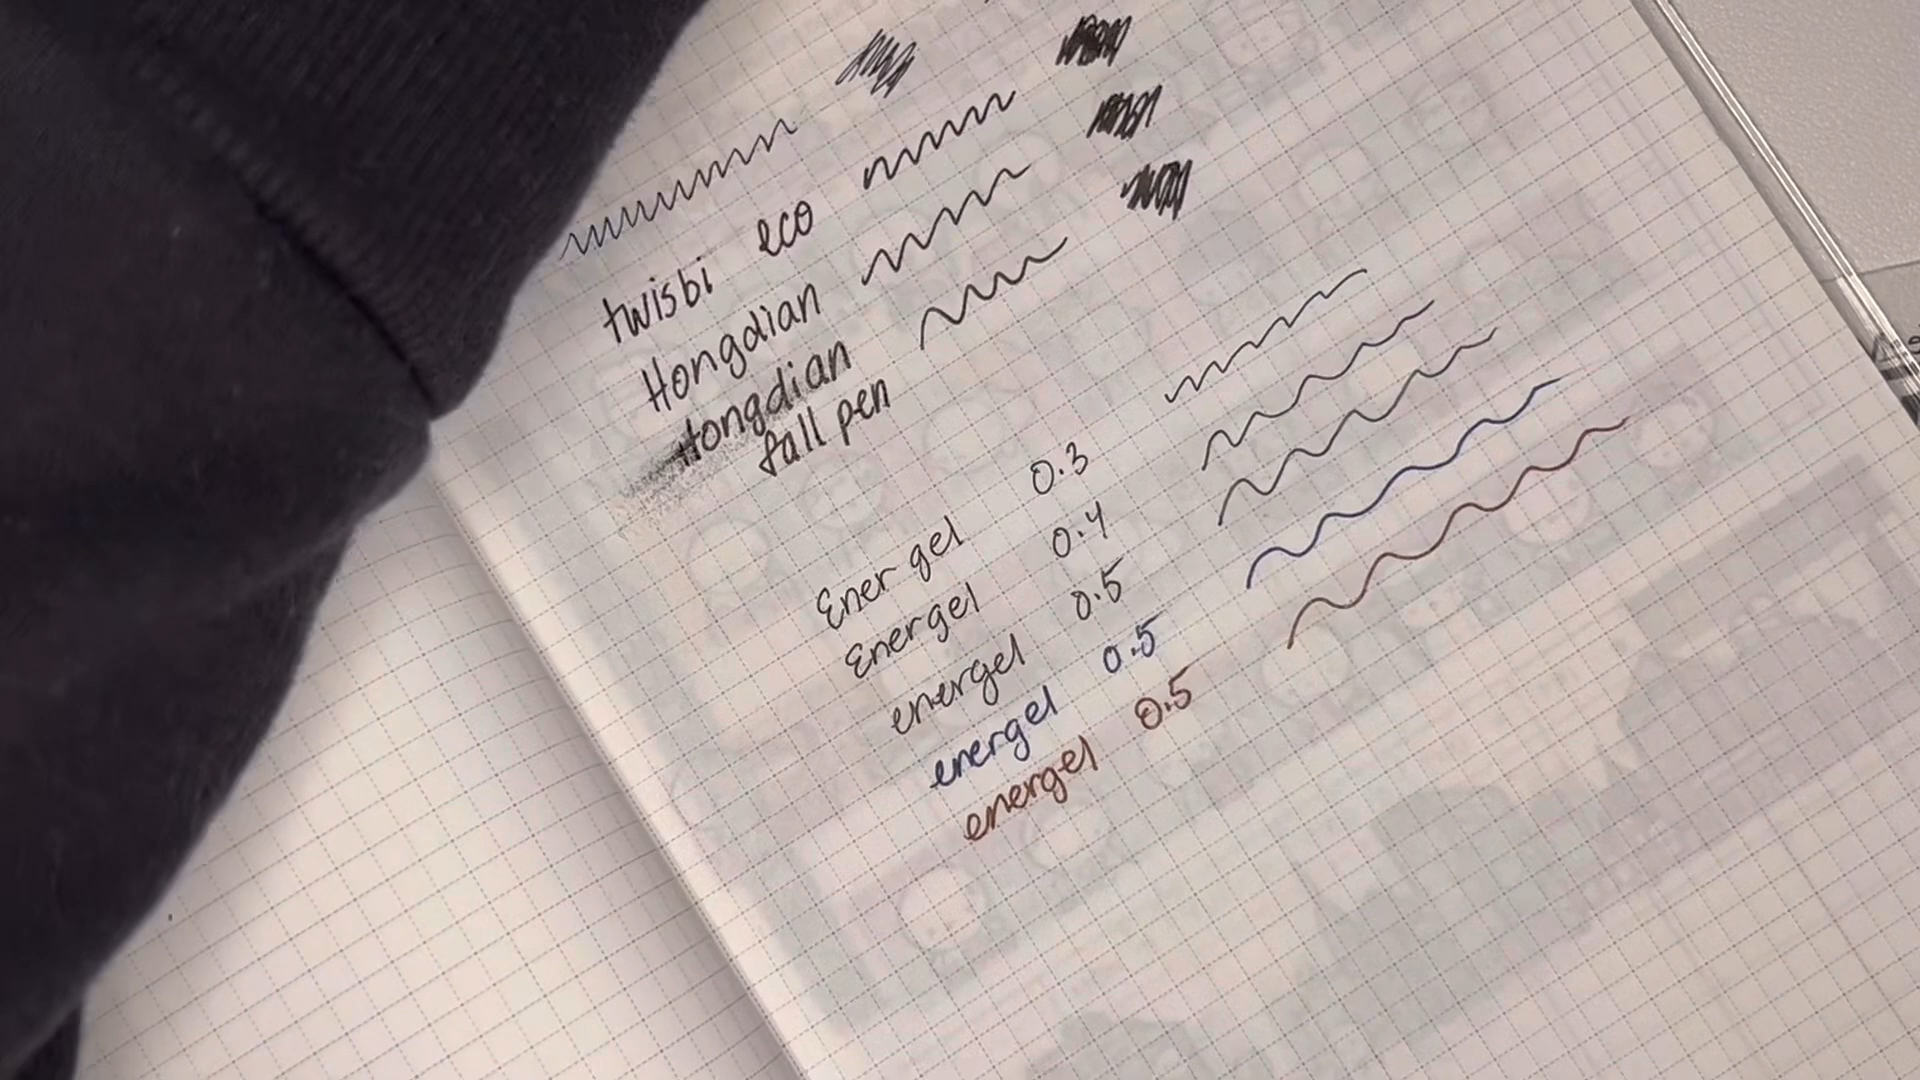 twisbi eco
Hongdian
Hongdian
fall pen
Energel 0.3
Energel 0.4
energel 0.5
energel 0.5
energel 0.5